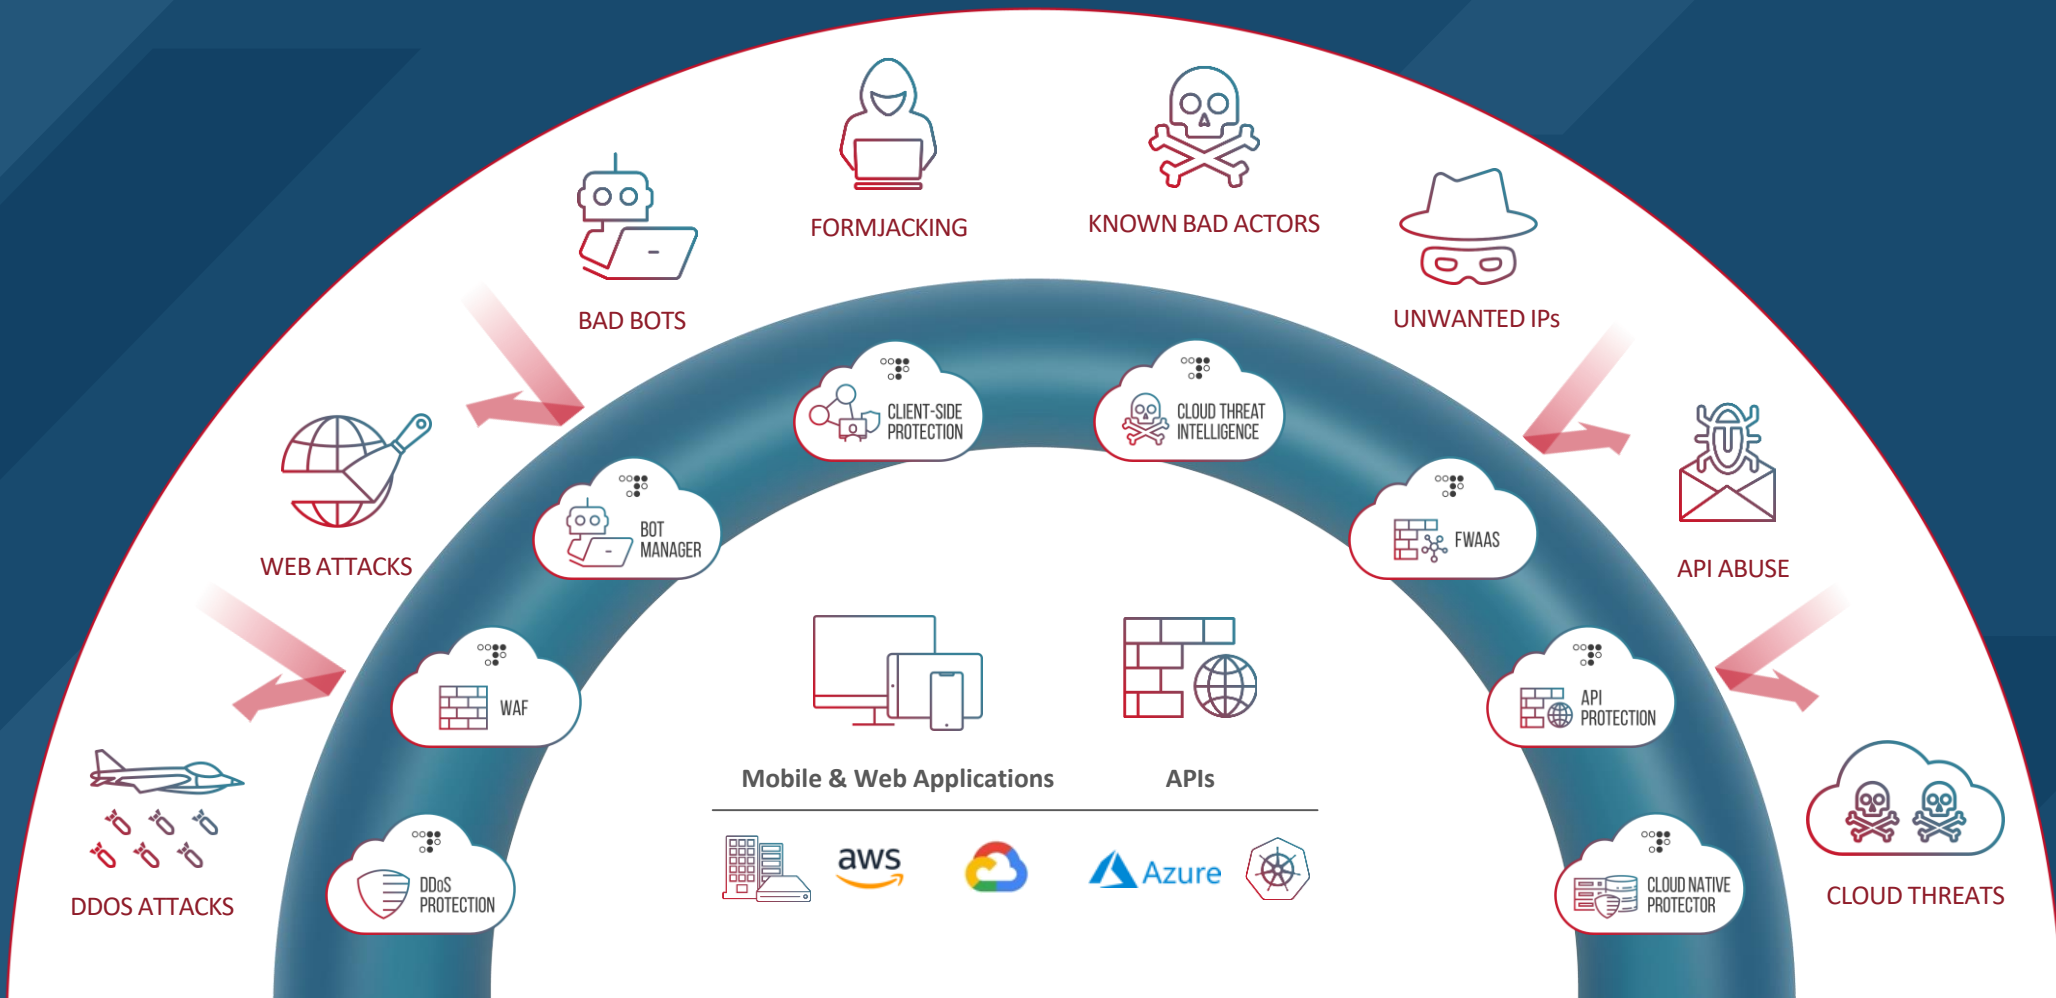 FORMJACKING
KNOWN BAD ACTORS
BAD BOTS
UNWANTED IPs
CLIENT-SIDE
PROTECTION
CLOUD THREAT
INTELLIGENCE
WEB ATTACKS
BOT
MANAGER
FWAAS
API ABUSE
WAF
API
PROTECTION
Mobile & Web Applications
APIs
DDOS ATTACKS
DDoS
PROTECTION
aws
Azure
CLOUD NATIVE
PROTECTOR
CLOUD THREATS